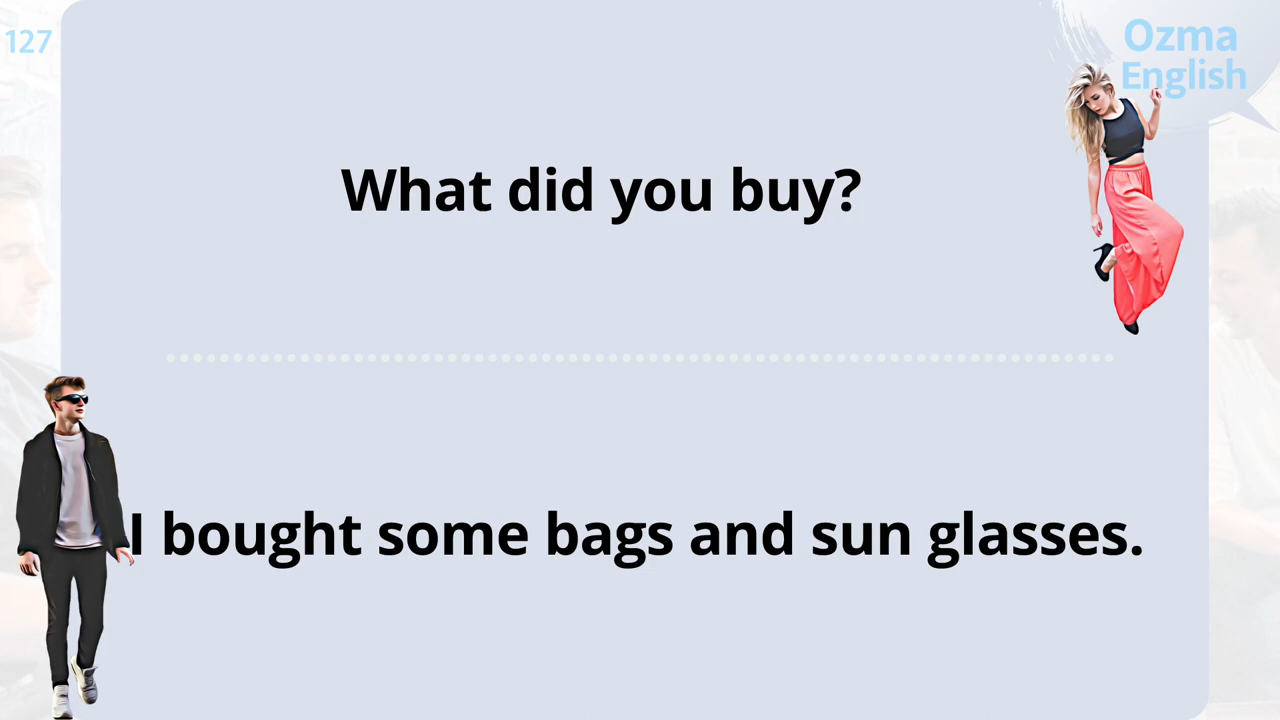 127
Ozma
English
What did you buy?
I bought some bags and sun glasses.